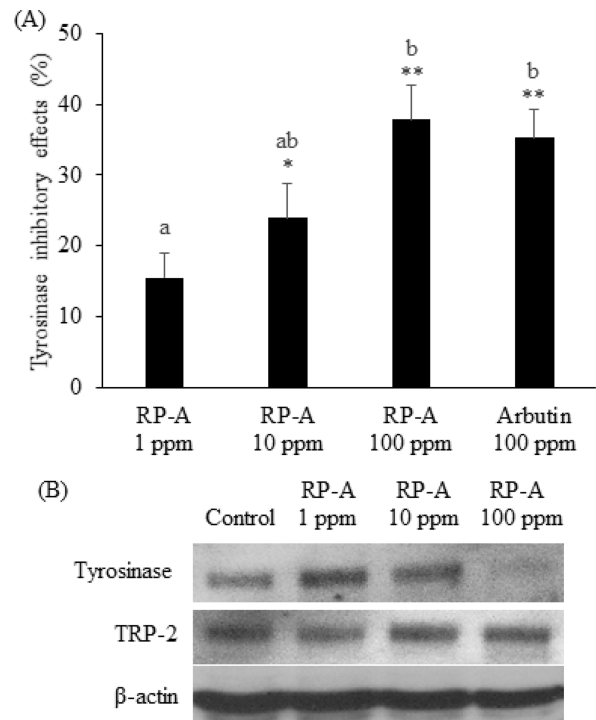 (A)
Tyrosinase inhibitory effects (%)
50
40
30
20
10
0
a
ab
*
b
**
b
**
RP-A
1 ppm
RP-A
10 ppm
RP-A
100 ppm
Arbutin
100 ppm
(B)
Control
RP-A
1 ppm
RP-A
10 ppm
RP-A
100 ppm
Tyrosinase
TRP-2
β-actin